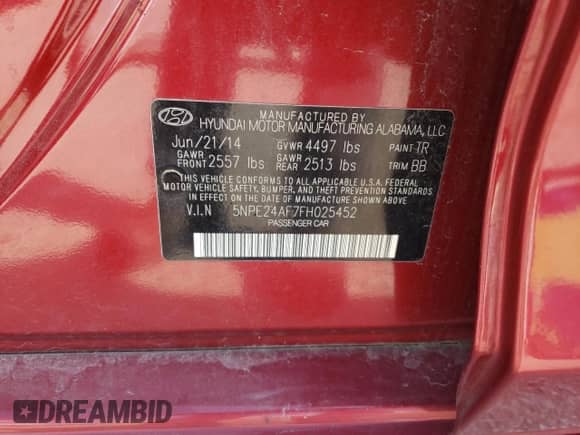 MANUFACTURED BY
HYUNDAI MOTOR MANUFACTURING ALABAMA, LLC
Jun/21/14 GVWR 4497 lbs PAINT TR
GAWR FRONT 2557 lbs GAWR REAR 2513 lbs TRIM BB
THIS VEHICLE CONFORMS TO ALL APPLICABLE U.S.A. FEDERAL
MOTOR VEHICLE SAFETY, BUMPER, AND THEFT PREVENTION
STANDARDS IN EFFECT ON THE DATE OF MANUFACTURE SHOWN ABOVE
V.I.N 5NPE24AF7FH025452
PASSENGER CAR
DREAMBID